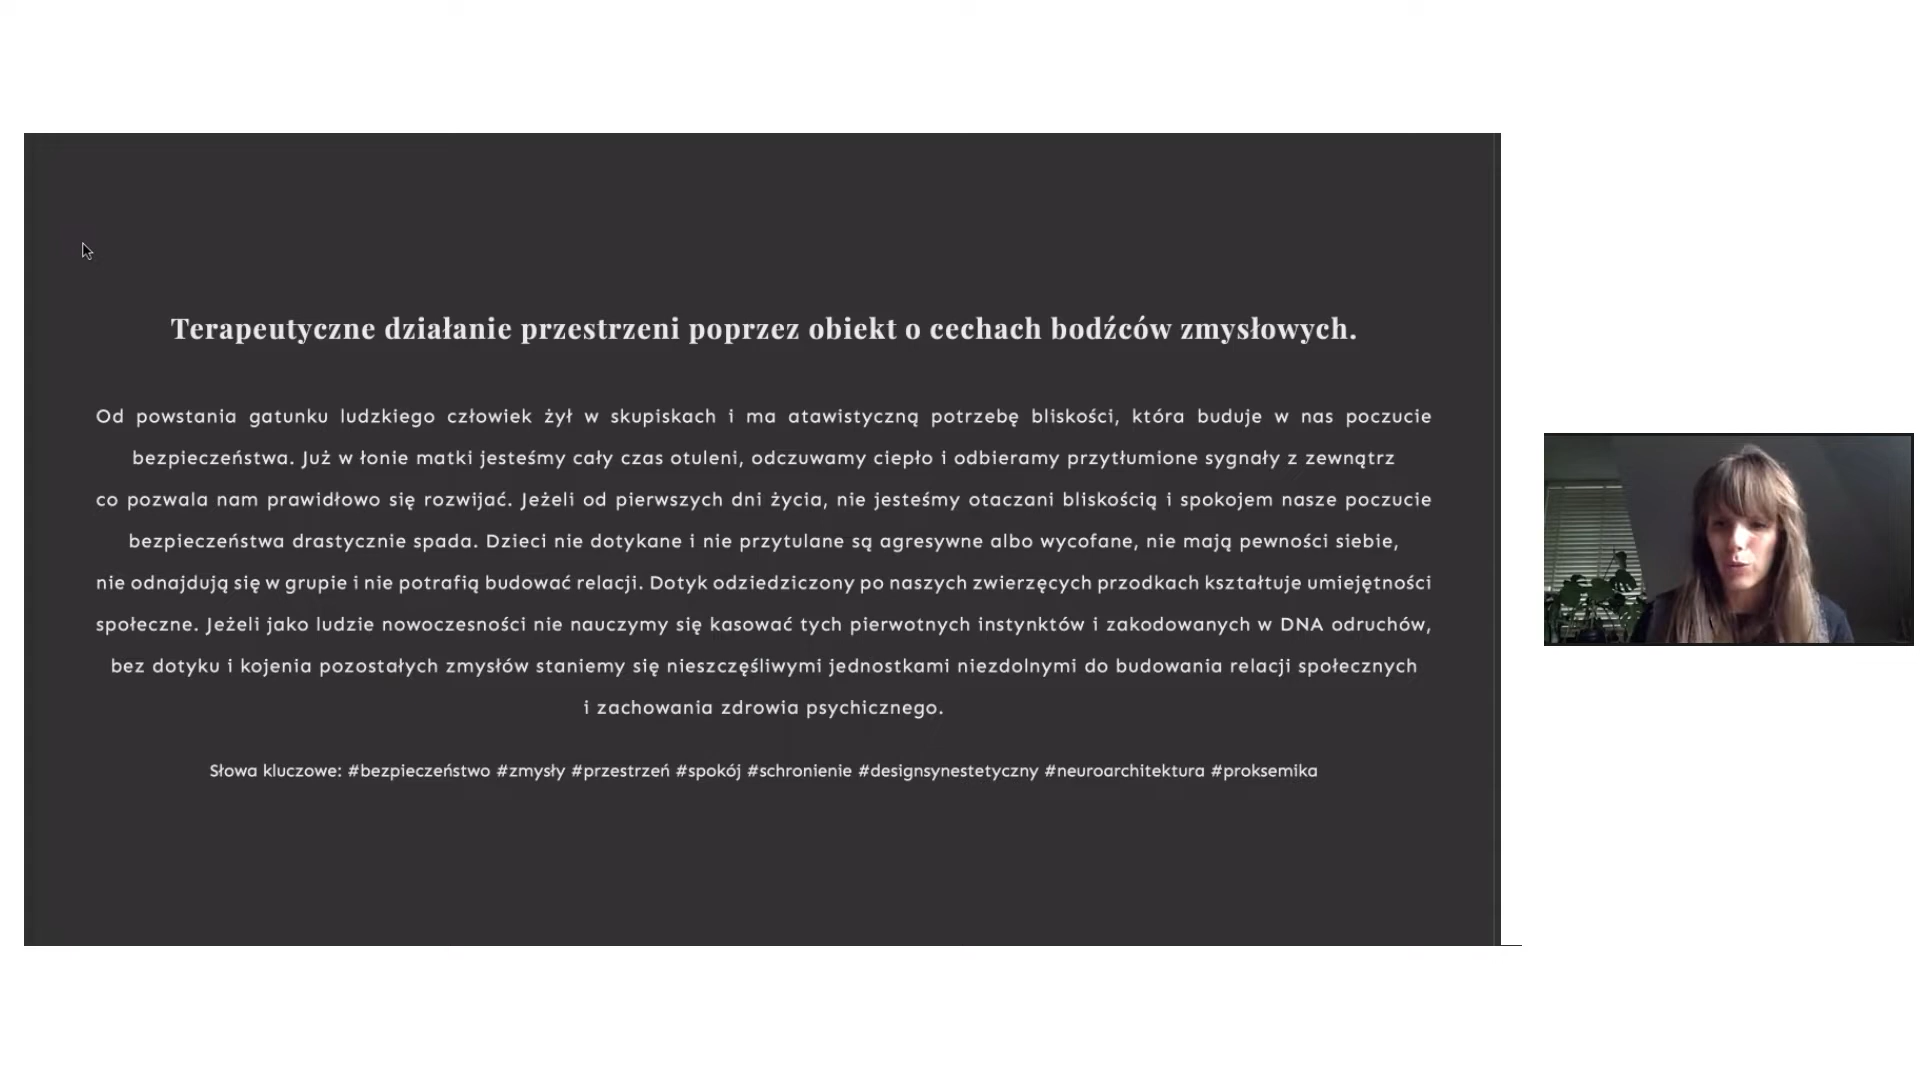 Terapeutyczne działanie przestrzeni poprzez obiekt o cechach bodźców zmysłowych.
Od powstania gatunku ludzkiego człowiek żył w skupiskach i ma atawistyczną potrzebę bliskości, która buduje w nas poczucie
bezpieczeństwa. Już w łonie matki jesteśmy cały czas otuleni, odczuwamy ciepło i odbieramy przytłumione sygnały z zewnątrz
co pozwala nam prawidłowo się rozwijać. Jeżeli od pierwszych dni życia, nie jesteśmy otaczani bliskością i spokojem nasze poczucie
bezpieczeństwa drastycznie spada. Dzieci nie dotykane i nie przytulane są agresywne albo wycofane, nie mają pewności siebie,
nie odnajdują się w grupie i nie potrafią budować relacji. Dotyk odziedziczony po naszych zwierzęcych przodkach kształtuje umiejętności
społeczne. Jeżeli jako ludzie nowoczesności nie nauczymy się kasować tych pierwotnych instynktów i zakodowanych w DNA odruchów,
bez dotyku i kojenia pozostałych zmysłów staniemy się nieszczęśliwymi jednostkami niezdolnymi do budowania relacji społecznych
i zachowania zdrowia psychicznego.
Słowa kluczowe: #bezpieczeństwo #zmysły #przestrzeń #spokój #schronienie #designsynestetyczny #neuroarchitektura #proksemika